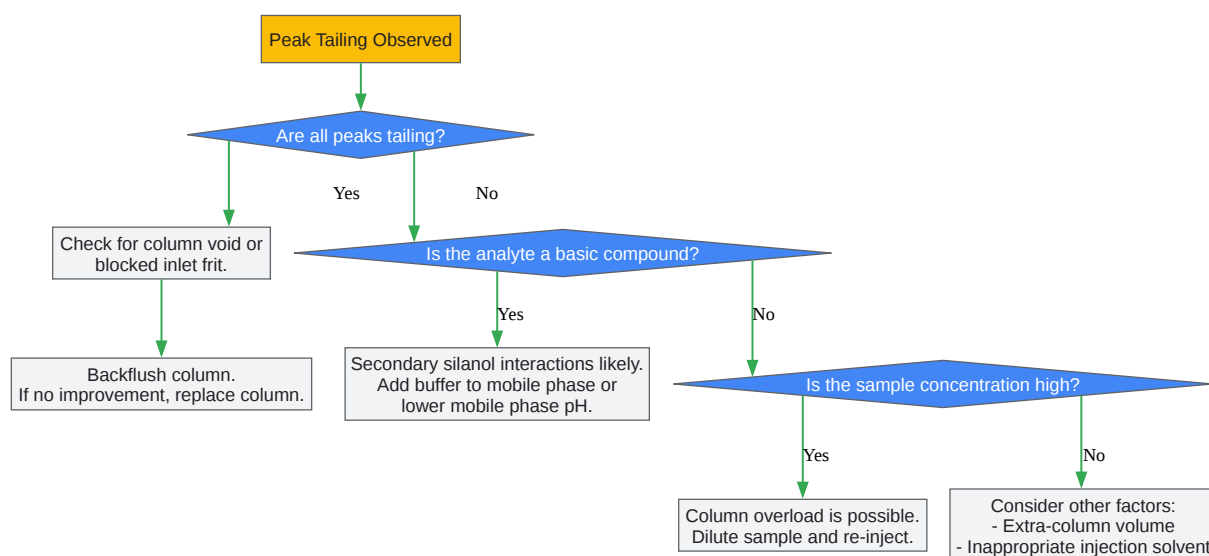 Peak Tailing Observed
Are all peaks tailing?
Yes
No
Check for column void or
blocked inlet frit.
Is the analyte a basic compound?
Yes
No
Backflush column.
If no improvement, replace column.
Secondary silanol interactions likely.
Add buffer to mobile phase or
lower mobile phase pH.
Is the sample concentration high?
Yes
No
Column overload is possible.
Dilute sample and re-inject.
Consider other factors:
- Extra-column volume
- Inappropriate injection solvent